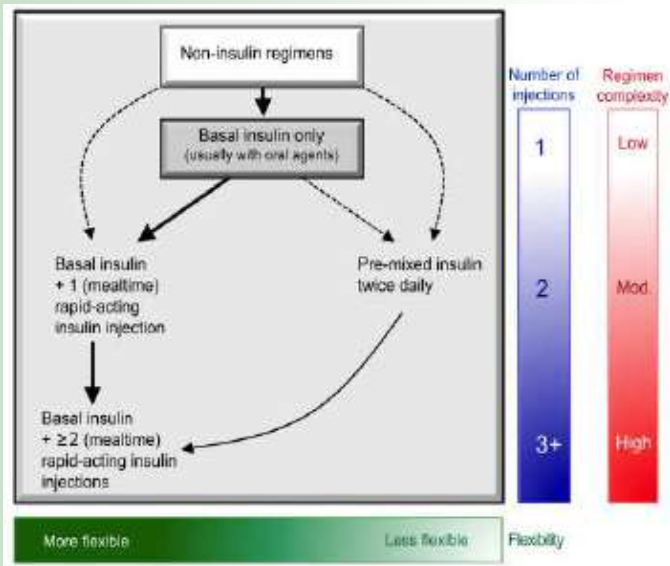 Non-insulin regimens
Number of
injections
Regimen
complexity
Basal insulin only
(usually with oral agents)
1
Low
Basal insulin
+ 1 (mealtime)
rapid-acting
insulin injection
Pre-mixed insulin
twice daily
2
Mod.
Basal insulin
+ ≥2 (mealtime)
rapid-acting insulin
injections
3+
High
More flexible
Less flexible
Flexibility